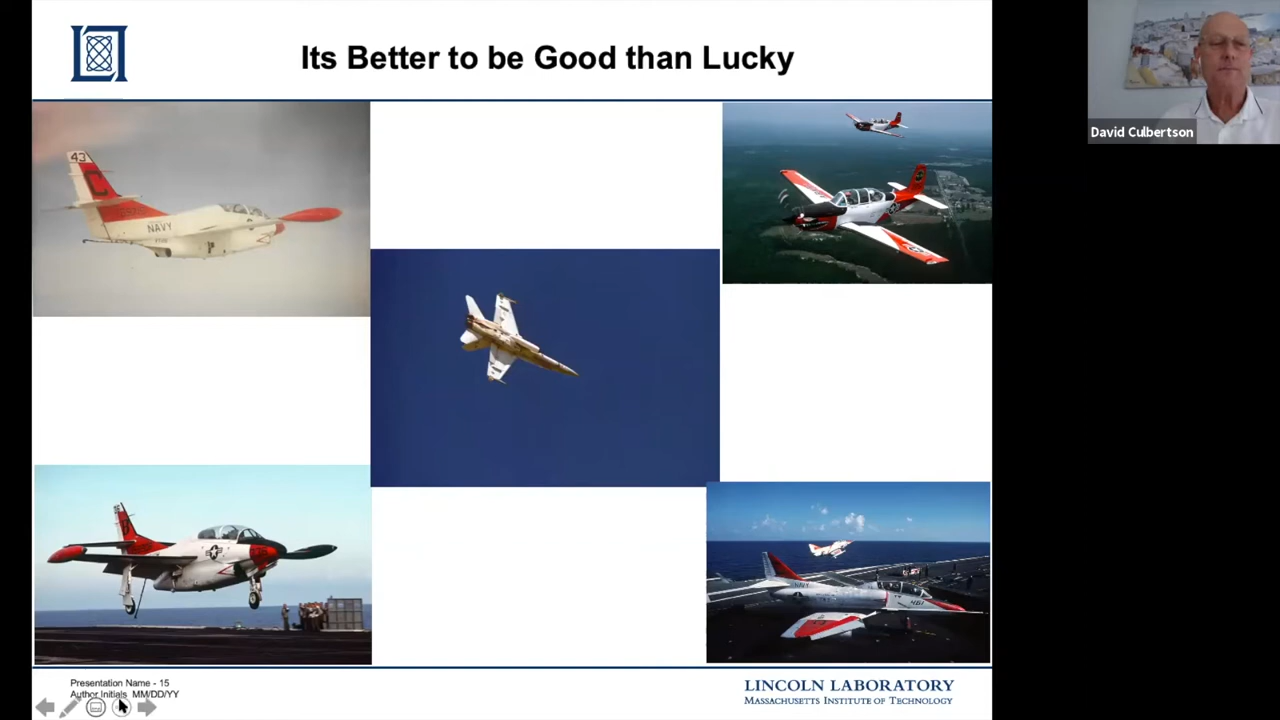 Its Better to be Good than Lucky
David Culbertson
43
C
NAVY
NAVY
Presentation Name - 15
Author Initials MM/DD/YY
LINCOLN LABORATORY
MASSACHUSETTS INSTITUTE OF TECHNOLOGY